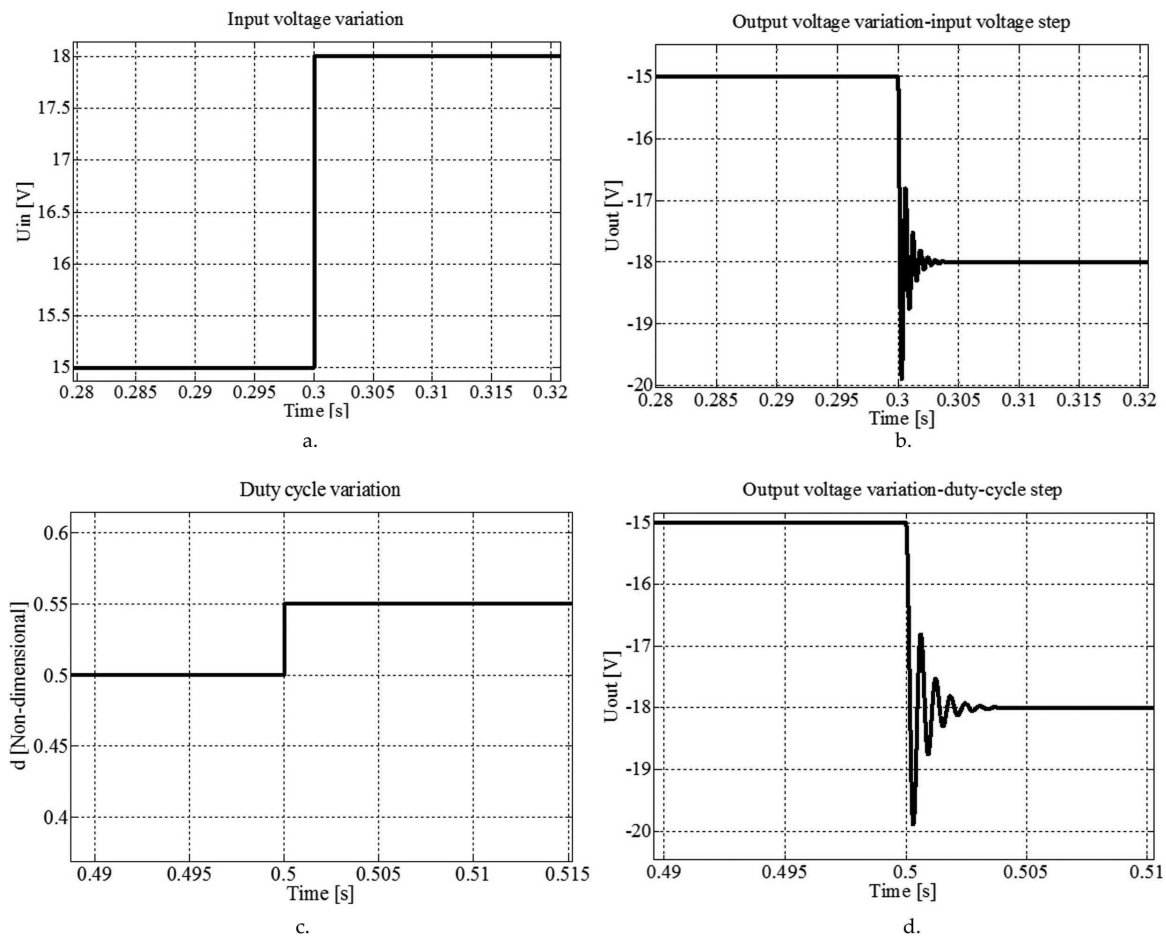 Input voltage variation
18
17.5
17
16.5
16
15.5
15
Uin [V]
0.28 0.285 0.29 0.295 0.3 0.305 0.31 0.315 0.32
Time [s]
a.
Output voltage variation-input voltage step
-15
-16
-17
-18
-19
-20
Uout [V]
0.28 0.285 0.29 0.295 0.3 0.305 0.31 0.315 0.32
Time [s]
b.
Duty cycle variation
0.6
0.55
0.5
0.45
0.4
d [Non-dimensional]
0.49 0.495 0.5 0.505 0.51 0.515
Time [s]
c.
Output voltage variation-duty-cycle step
-15
-16
-17
-18
-19
-20
Uout [V]
0.49 0.495 0.5 0.505 0.51
Time [s]
d.